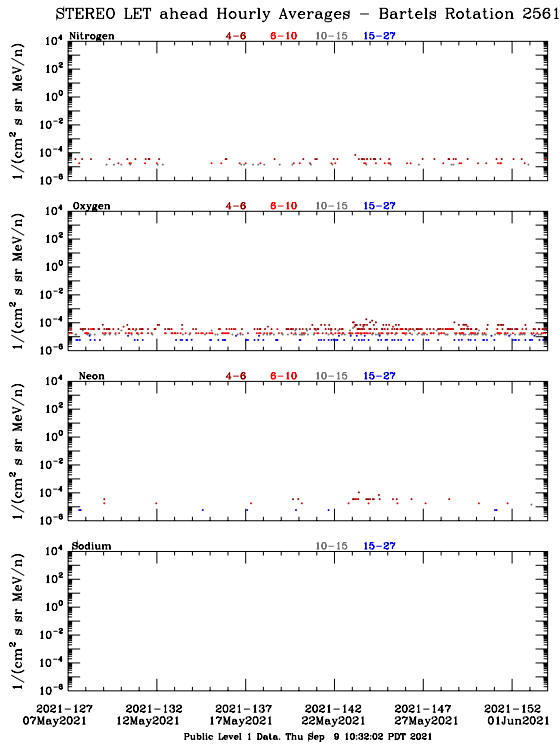 STEREO LET ahead Hourly Averages − Bartels Rotation 2561
Nitrogen 4−6 6−10 10−15 15−27
10^4
10^2
10^0
10^−2
10^−4
10^−6
1/(cm^2 s sr MeV/n)
Oxygen 4−6 6−10 10−15 15−27
10^4
10^2
10^0
10^−2
10^−4
10^−6
1/(cm^2 s sr MeV/n)
Neon 4−6 6−10 10−15 15−27
10^4
10^2
10^0
10^−2
10^−4
10^−6
1/(cm^2 s sr MeV/n)
Sodium 10−15 15−27
10^4
10^2
10^0
10^−2
10^−4
10^−6
1/(cm^2 s sr MeV/n)
2021−127 2021−132 2021−137 2021−142 2021−147 2021−152
07May2021 12May2021 17May2021 22May2021 27May2021 01Jun2021
Public Level 1 Data. Thu Sep 9 10:32:02 PDT 2021